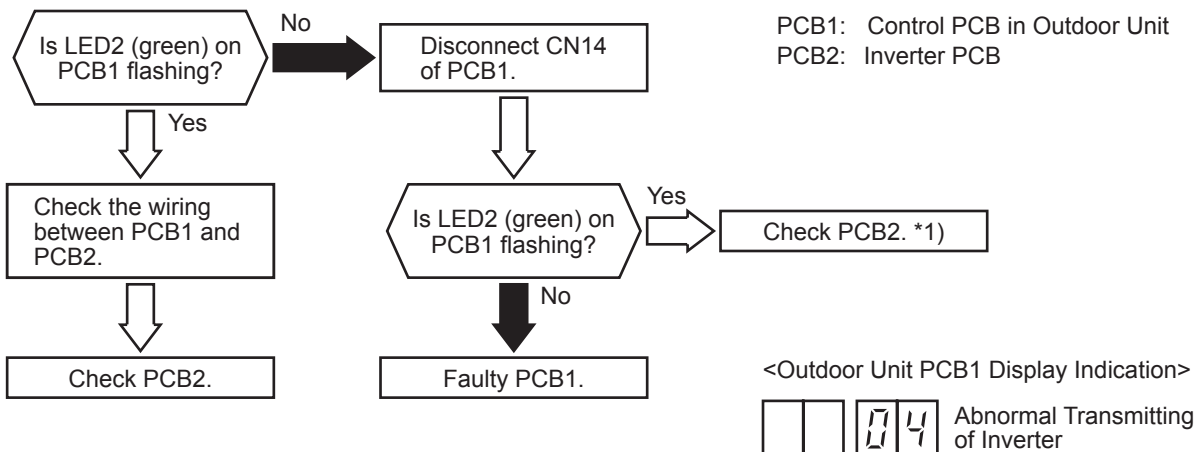 Is LED2 (green) on
PCB1 flashing?
No
Disconnect CN14
of PCB1.
PCB1: Control PCB in Outdoor Unit
PCB2: Inverter PCB
Yes
Check the wiring
between PCB1 and
PCB2.
Is LED2 (green) on
PCB1 flashing?
Yes
Check PCB2. *1)
No
Check PCB2.
Faulty PCB1.
<Outdoor Unit PCB1 Display Indication>
04
Abnormal Transmitting
of Inverter